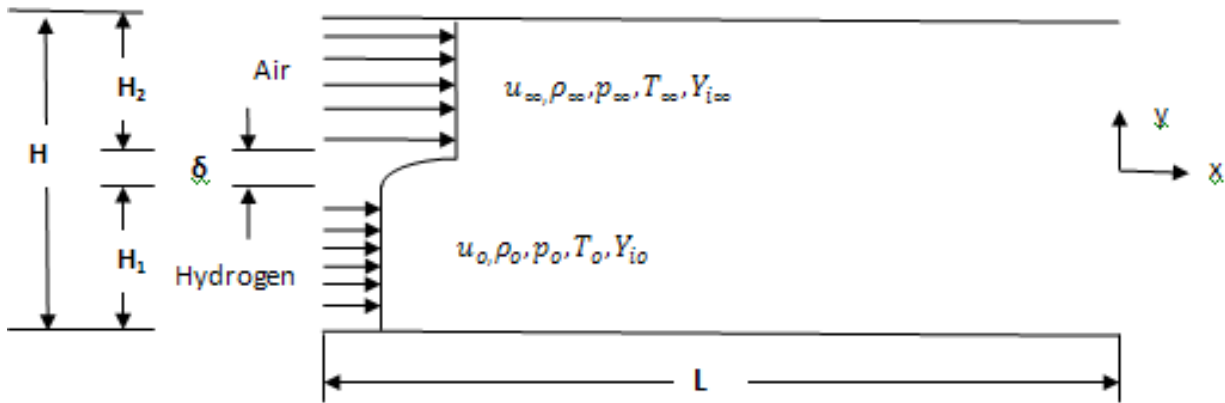 Air
H₂
u∞,ρ∞,p∞,T∞,Yᵢ∞
y
H
δ
x
H₁
uₒ,ρₒ,pₒ,Tₒ,Yᵢₒ
Hydrogen
L